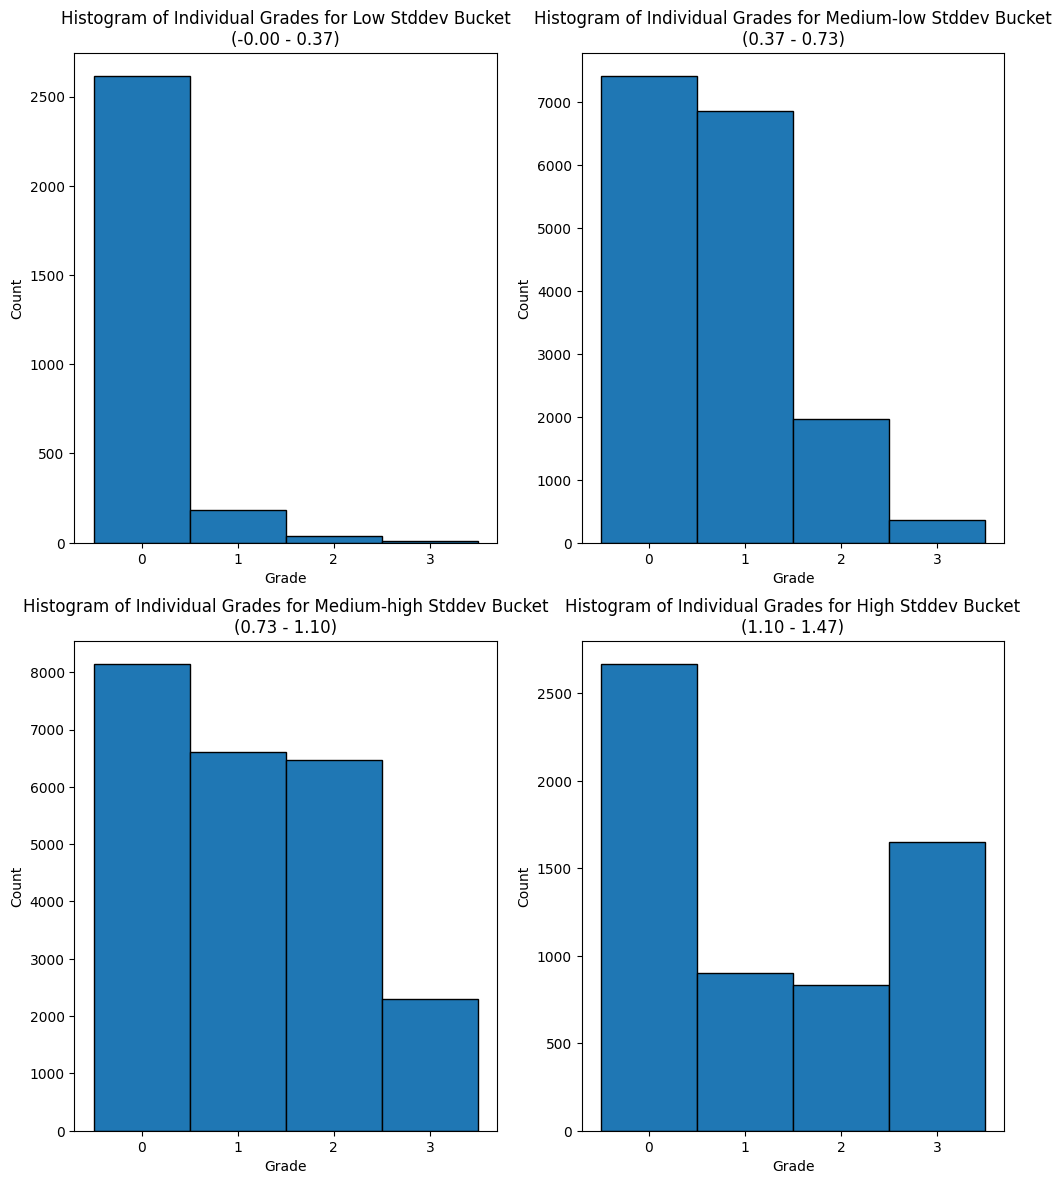 Histogram of Individual Grades for Low Stddev Bucket
(-0.00 - 0.37)
2500
2000
1500
1000
500
0
Count
0 1 2 3
Grade
Histogram of Individual Grades for Medium-low Stddev Bucket
(0.37 - 0.73)
7000
6000
5000
4000
3000
2000
1000
0
Count
0 1 2 3
Grade
Histogram of Individual Grades for Medium-high Stddev Bucket
(0.73 - 1.10)
8000
7000
6000
5000
4000
3000
2000
1000
0
Count
0 1 2 3
Grade
Histogram of Individual Grades for High Stddev Bucket
(1.10 - 1.47)
2500
2000
1500
1000
500
0
Count
0 1 2 3
Grade